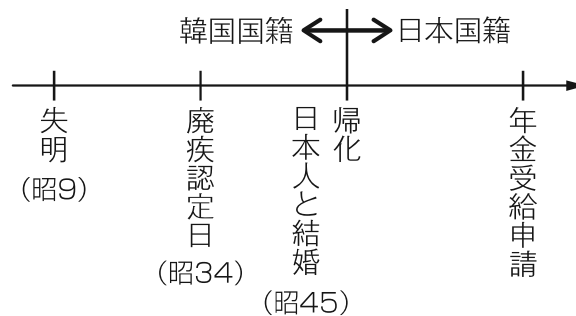 韓国国籍
日本国籍
失明
(昭9)
廃疾認定日
(昭34)
日本人と結婚
(昭45)
帰化
年金受給申請